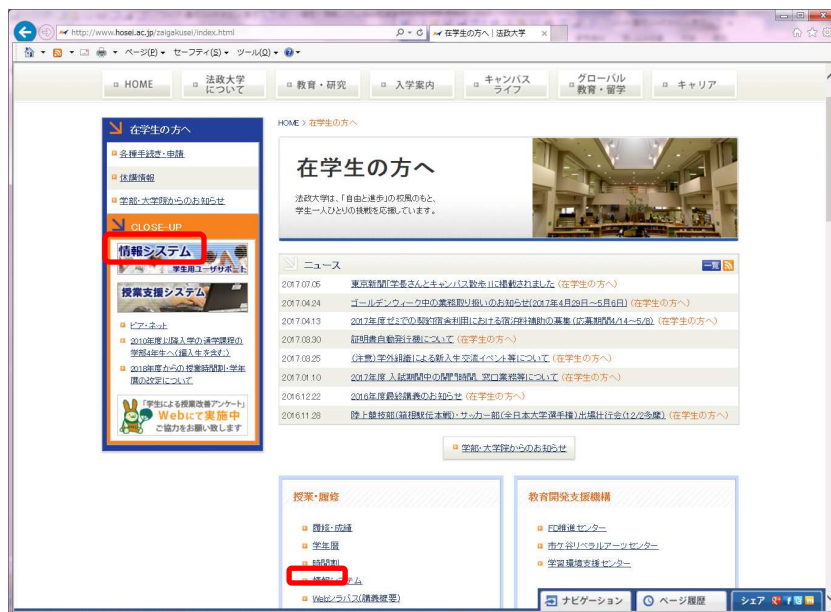 http://www.hosei.ac.jp/zaigakusei/index.html
在学生の方へ | 法政大学
ページ(P)
セーフティ(S)
ツール(O)
HOME
法政大学
について
教育・研究
入学案内
キャンパス
ライフ
グローバル
教育・留学
キャリア
在学生の方へ
各種手続き・申請
休講情報
学部・大学院からのお知らせ
CLOSE-UP
情報システム
学生用ユーザサポート
授業支援システム
ピア・ネット
2010年度以降入学の通学課程の
学部4年生へ(編入生を含む)
2018年度からの授業時間割・学年
暦の改定について
「学生による授業改善アンケート」
Webにて実施中
ご協力をお願い致します
HOME > 在学生の方へ
在学生の方へ
法政大学は、「自由と進歩」の校風のもと、
学生一人ひとりの挑戦を応援しています。
ニュース
一覧
2017.07.05 東京新聞「学長さんとキャンパス散歩」に掲載されました (在学生の方へ)
2017.04.24 ゴールデンウィーク中の業務取り扱いのお知らせ(2017年4月29日～5月6日) (在学生の方へ)
2017.04.13 2017年度ゼミでの契約宿舎利用における宿泊料補助の募集(応募期間4/14～5/8) (在学生の方へ)
2017.03.30 証明書自動発行機について (在学生の方へ)
2017.03.25 (注意)学外組織による新入生交流イベント等について (在学生の方へ)
2017.01.10 2017年度 入試期間中の開門時間、窓口業務等について (在学生の方へ)
2016.12.22 2016年度最終講義のお知らせ (在学生の方へ)
2016.11.28 陸上競技部(箱根駅伝本戦)・サッカー部(全日本大学選手権)出場壮行会(12/2多摩) (在学生の方へ)
学部・大学院からのお知らせ
授業・履修
履修・成績
学年暦
時間割
情報システム
Webシラバス(講義概要)
教育開発支援機構
FD推進センター
市ケ谷リベラルアーツセンター
学習環境支援センター
ナビゲーション
ページ履歴
シェア